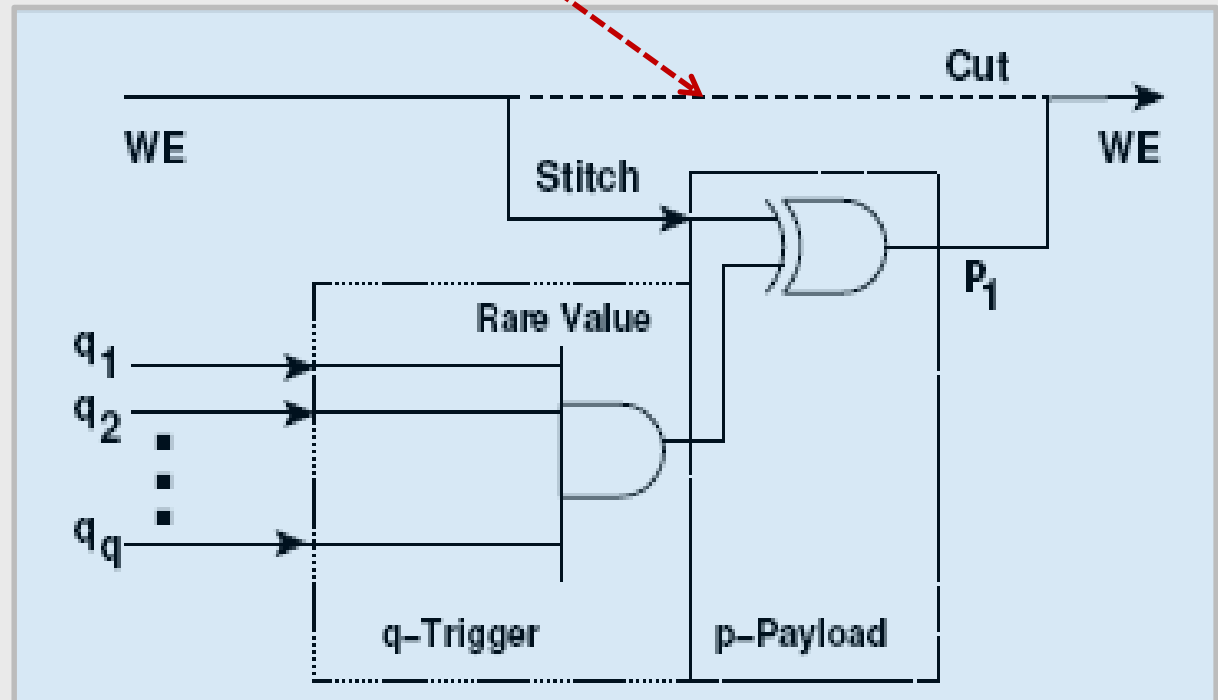 Cut
WE
WE
Stitch
P1
Rare Value
q1
q2
qq
q-Trigger
p-Payload